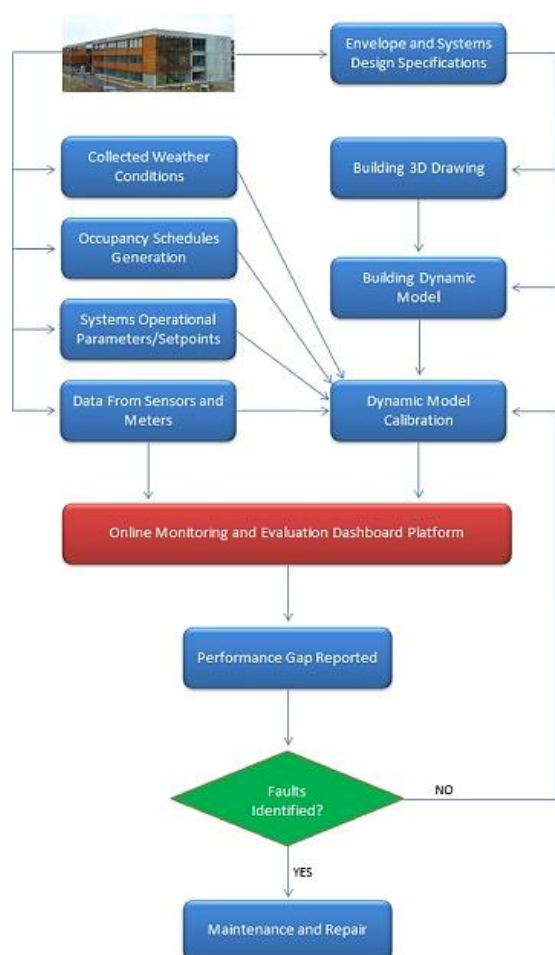 Envelope and Systems
Design Specifications
Collected Weather
Conditions
Building 3D Drawing
Occupancy Schedules
Generation
Building Dynamic
Model
Systems Operational
Parameters/Setpoints
Data From Sensors and
Meters
Dynamic Model
Calibration
Online Monitoring and Evaluation Dashboard Platform
Performance Gap Reported
Faults
Identified?
NO
YES
Maintenance and Repair